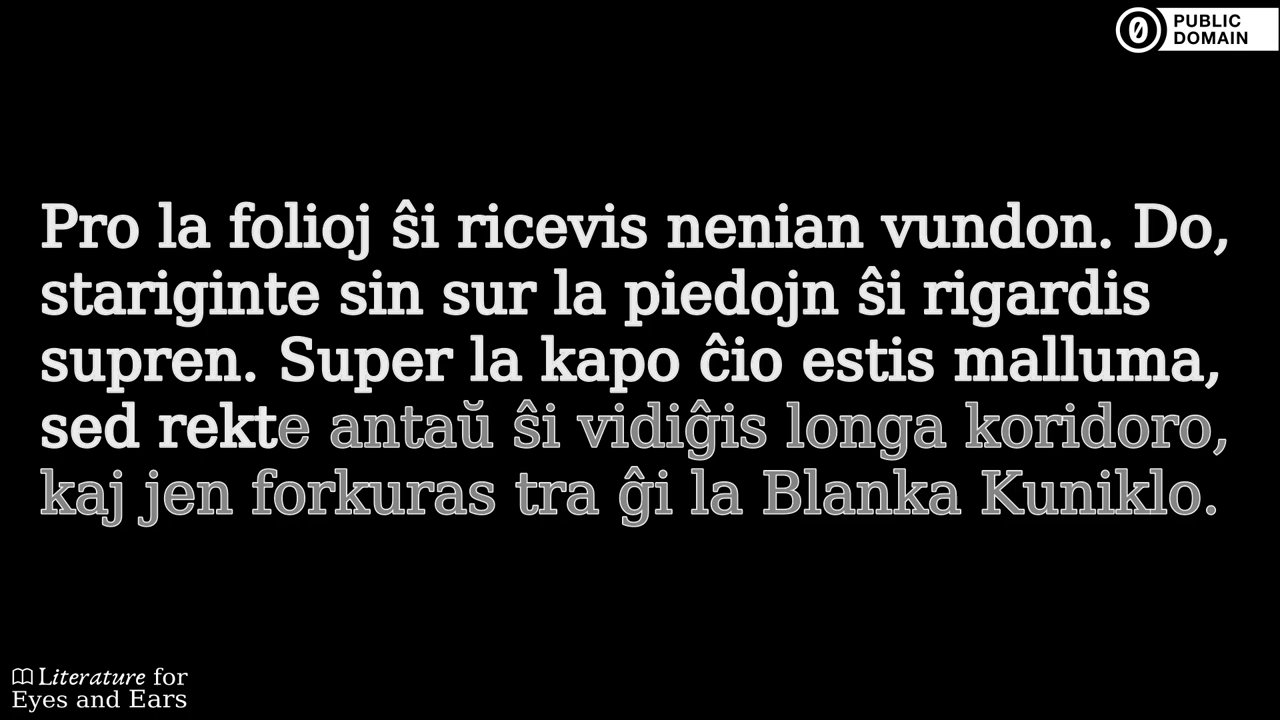 PUBLIC
DOMAIN
Pro la folioj ŝi ricevis nenian vundon. Do,
stariginte sin sur la piedojn ŝi rigardis
supren. Super la kapo ĉio estis malluma,
sed rekte antaŭ ŝi vidiĝis longa koridoro,
kaj jen forkuras tra ĝi la Blanka Kuniklo.
Literature for
Eyes and Ears